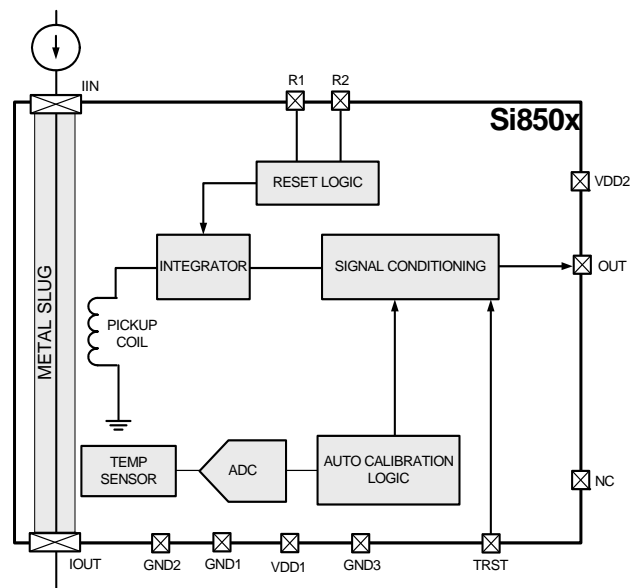 IIN
R1
R2
Si850x
RESET LOGIC
VDD2
INTEGRATOR
SIGNAL CONDITIONING
OUT
METAL SLUG
PICKUP
COIL
TEMP
SENSOR
ADC
AUTO CALIBRATION
LOGIC
NC
IOUT
GND2
GND1
VDD1
GND3
TRST